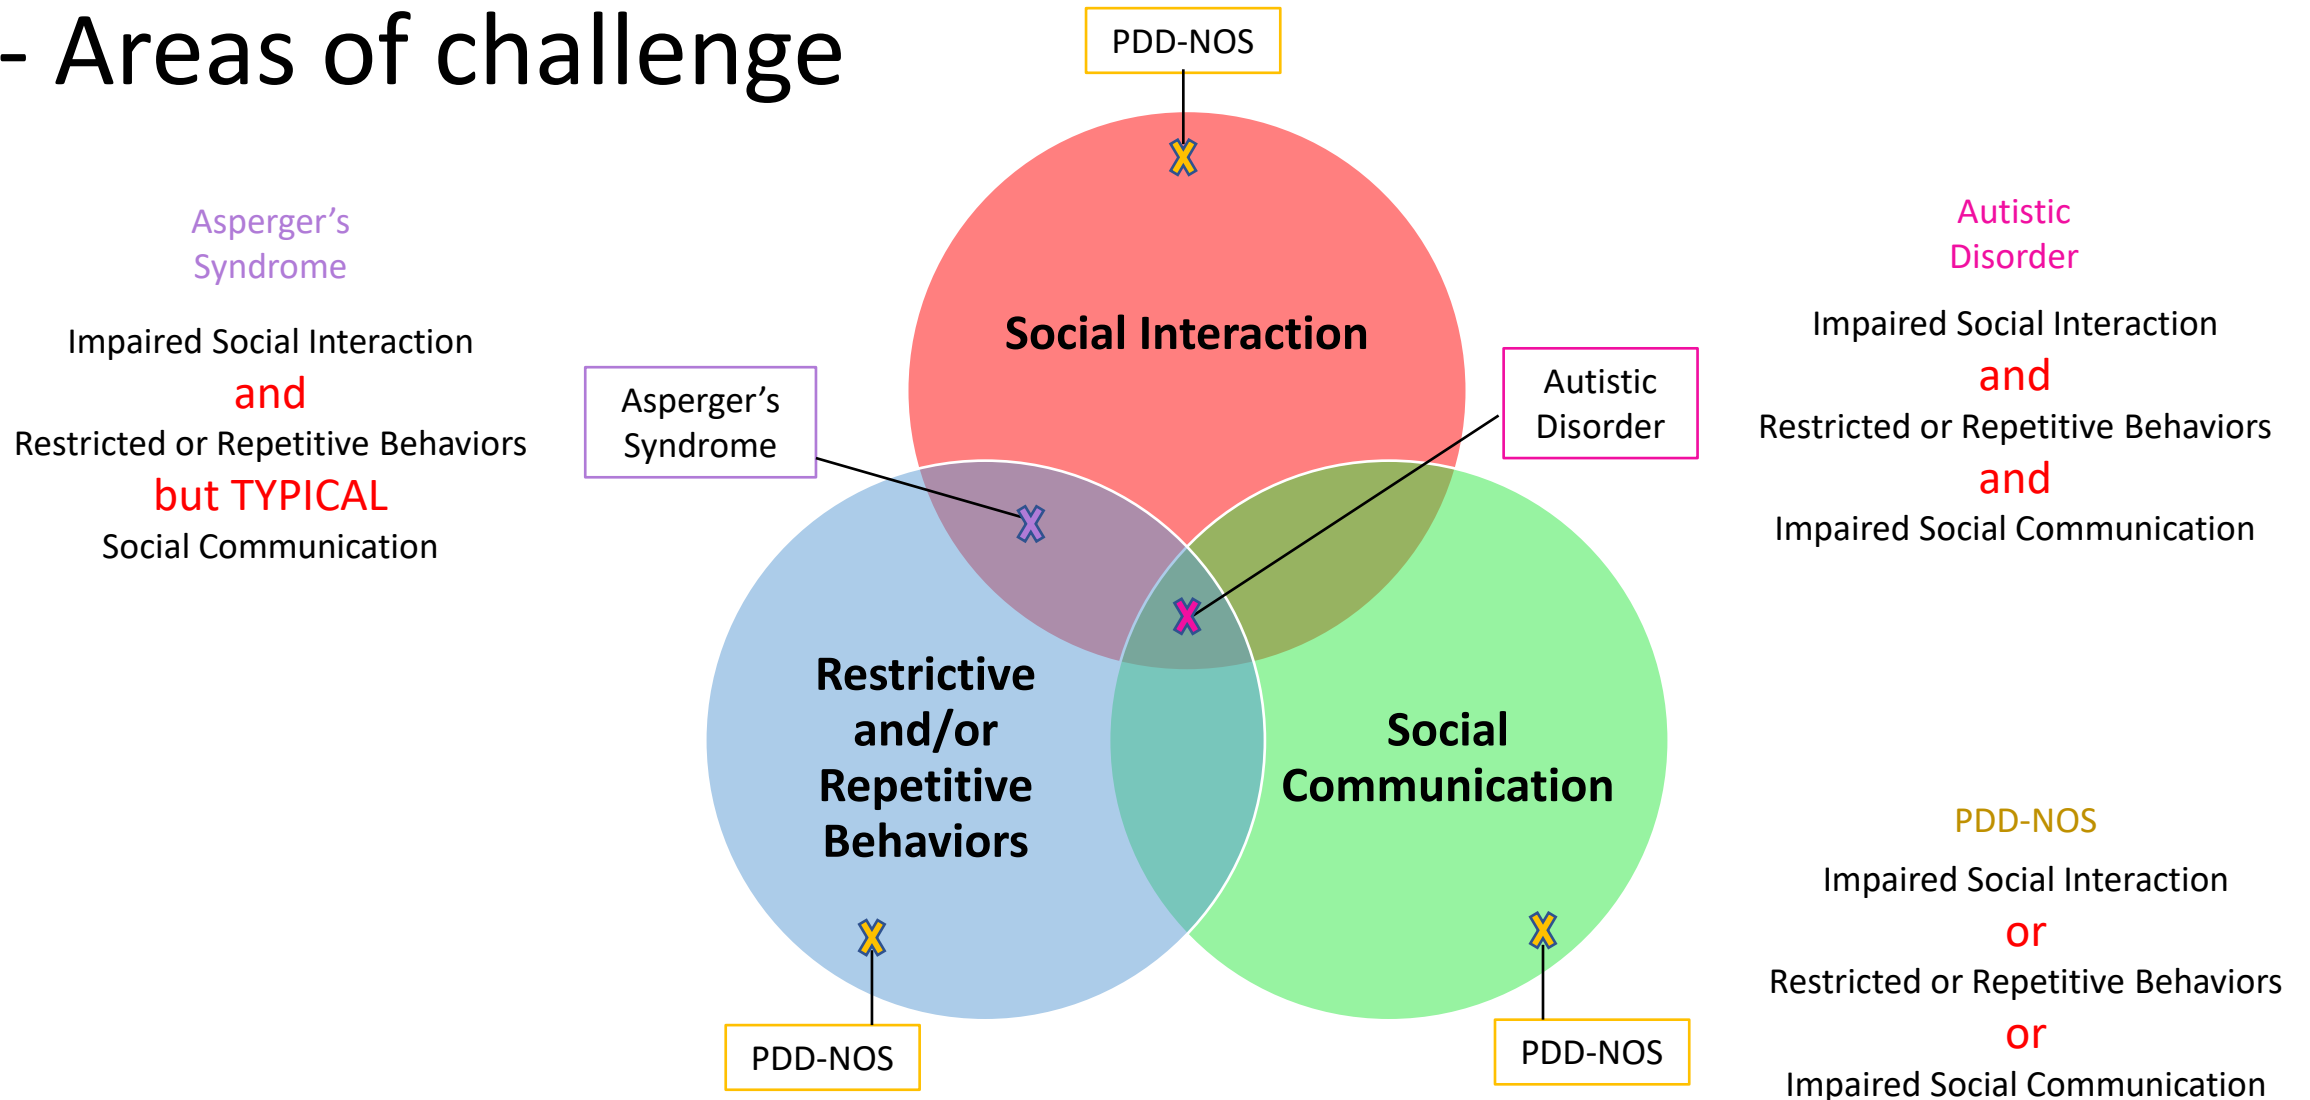 - Areas of challenge
PDD-NOS
Asperger's
Syndrome
Impaired Social Interaction
and
Restricted or Repetitive Behaviors
but TYPICAL
Social Communication
Asperger's
Syndrome
Social Interaction
Autistic
Disorder
Autistic
Disorder
Impaired Social Interaction
and
Restricted or Repetitive Behaviors
and
Impaired Social Communication
Restrictive
and/or
Repetitive
Behaviors
Social
Communication
PDD-NOS
PDD-NOS
PDD-NOS
Impaired Social Interaction
or
Restricted or Repetitive Behaviors
or
Impaired Social Communication